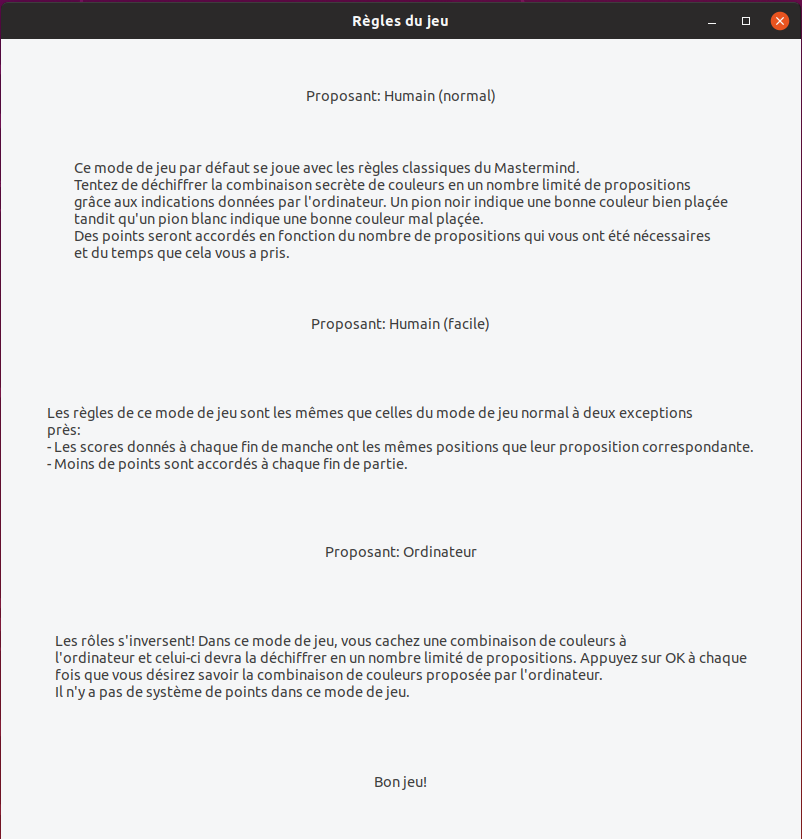 Règles du jeu
Proposant: Humain (normal)
Ce mode de jeu par défaut se joue avec les règles classiques du Mastermind.
Tentez de déchiffrer la combinaison secrète de couleurs en un nombre limité de propositions
grâce aux indications données par l'ordinateur. Un pion noir indique une bonne couleur bien plaçée
tandit qu'un pion blanc indique une bonne couleur mal plaçée.
Des points seront accordés en fonction du nombre de propositions qui vous ont été nécessaires
et du temps que cela vous a pris.
Proposant: Humain (facile)
Les règles de ce mode de jeu sont les mêmes que celles du mode de jeu normal à deux exceptions
près:
- Les scores donnés à chaque fin de manche ont les mêmes positions que leur proposition correspondante.
- Moins de points sont accordés à chaque fin de partie.
Proposant: Ordinateur
Les rôles s'inversent! Dans ce mode de jeu, vous cachez une combinaison de couleurs à
l'ordinateur et celui-ci devra la déchiffrer en un nombre limité de propositions. Appuyez sur OK à chaque
fois que vous désirez savoir la combinaison de couleurs proposée par l'ordinateur.
Il n'y a pas de système de points dans ce mode de jeu.
Bon jeu!